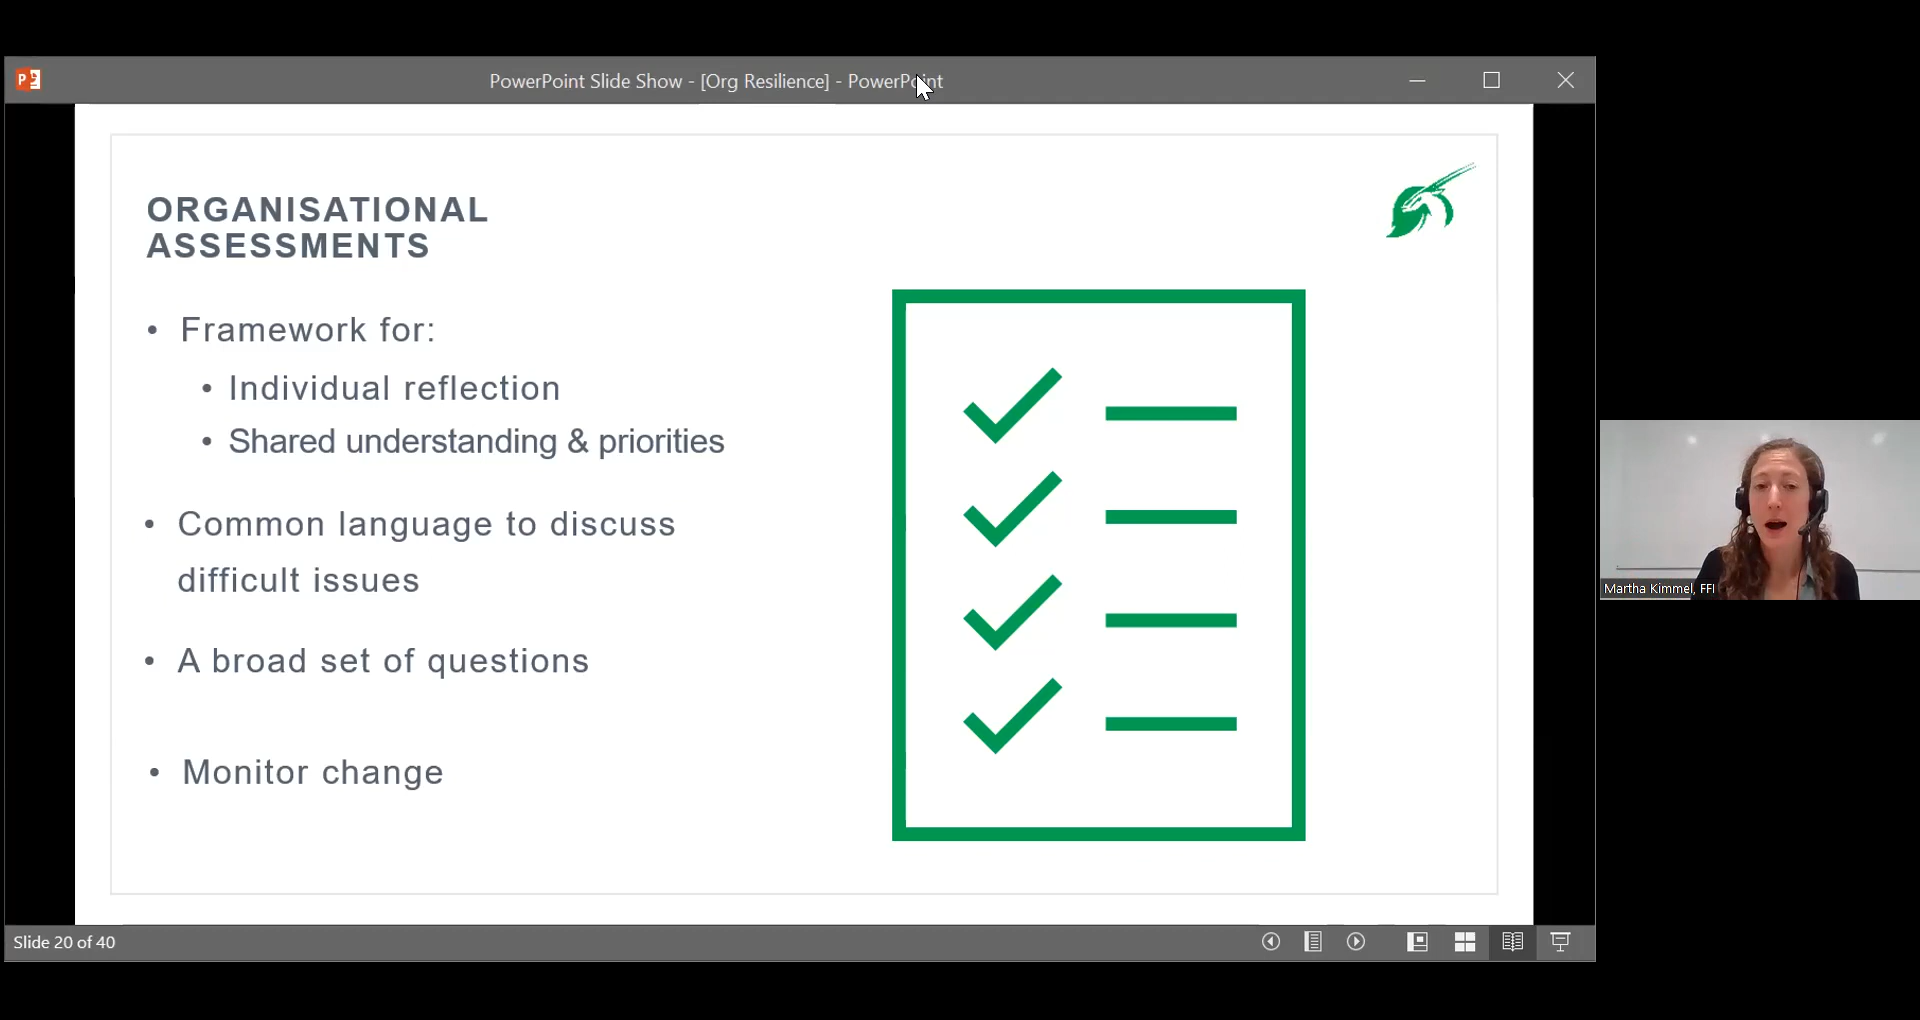 PowerPoint Slide Show - [Org Resilience] - PowerPoint
ORGANISATIONAL
ASSESSMENTS
• Framework for:
• Individual reflection
• Shared understanding & priorities
• Common language to discuss
difficult issues
• A broad set of questions
• Monitor change
Martha Kimmel, FFI
Slide 20 of 40